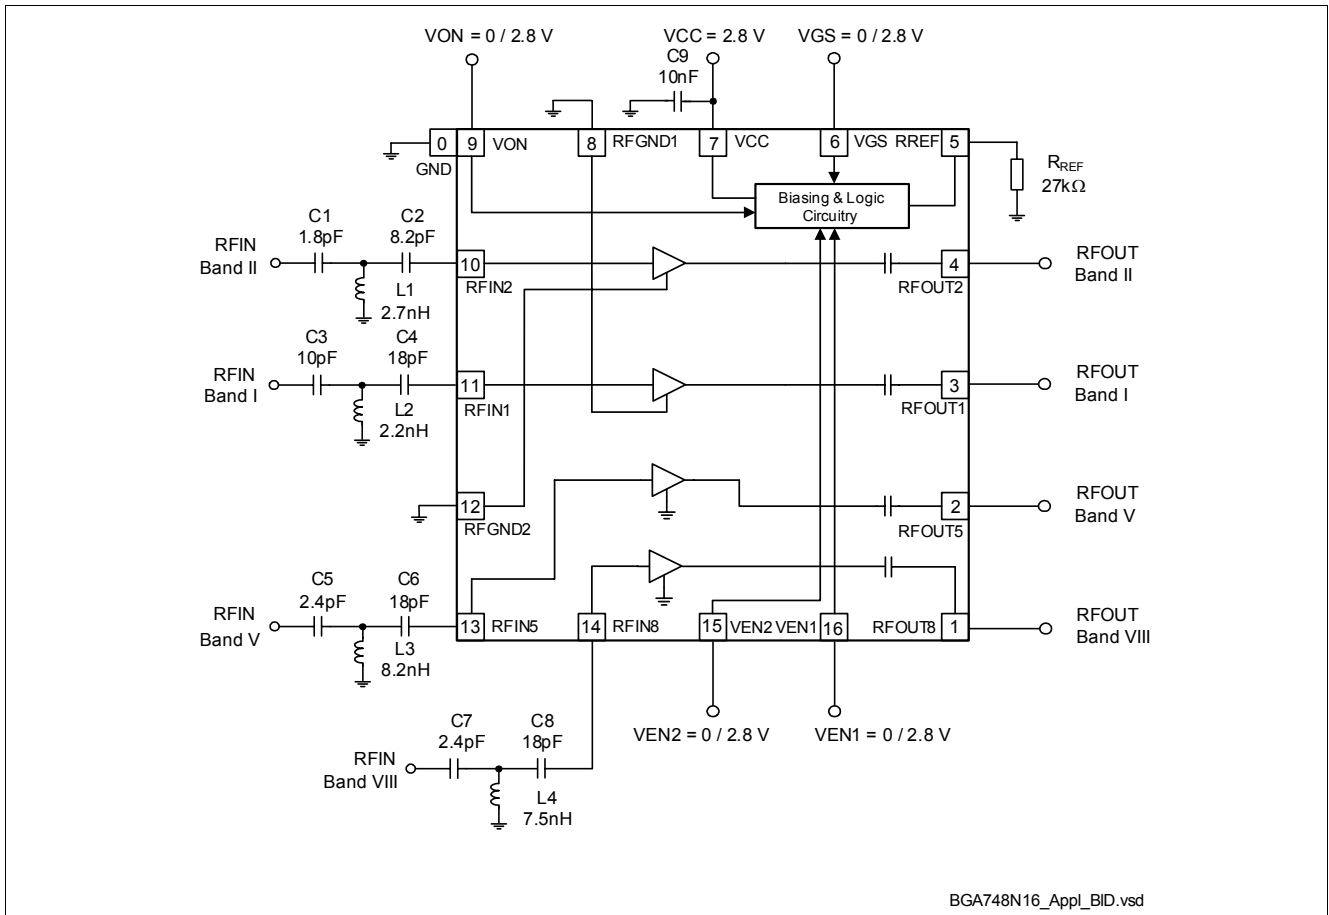 VON = 0 / 2.8 V
VCC = 2.8 V
VGS = 0 / 2.8 V
C9
10nF
0
9
VON
8
RFGND1
7
VCC
6
VGS
RREF
5
GND
RREF
27kΩ
Biasing & Logic
Circuitry
C1
1.8pF
C2
8.2pF
RFIN
Band II
10
RFIN2
L1
2.7nH
4
RFOUT2
RFOUT
Band II
C3
10pF
C4
18pF
RFIN
Band I
11
RFIN1
L2
2.2nH
3
RFOUT1
RFOUT
Band I
12
RFGND2
2
RFOUT5
RFOUT
Band V
C5
2.4pF
C6
18pF
RFIN
Band V
L3
8.2nH
13
RFIN5
14
RFIN8
15
VEN2
VEN1
16
RFOUT8
1
RFOUT
Band VIII
C7
2.4pF
C8
18pF
RFIN
Band VIII
L4
7.5nH
VEN2 = 0 / 2.8 V
VEN1 = 0 / 2.8 V
BGA748N16_Appl_BID.vsd